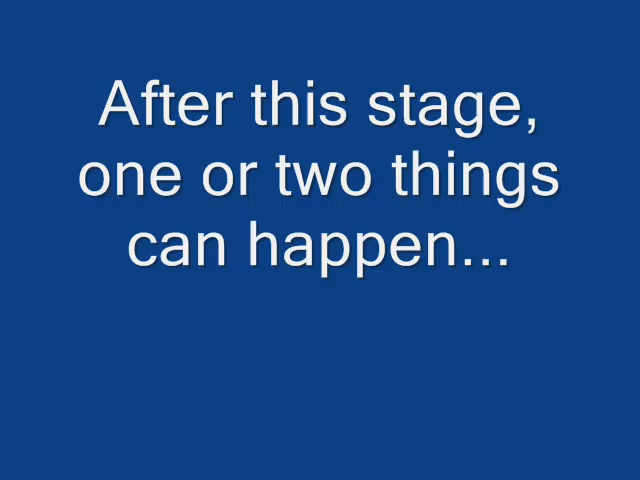 After this stage,
one or two things
can happen...